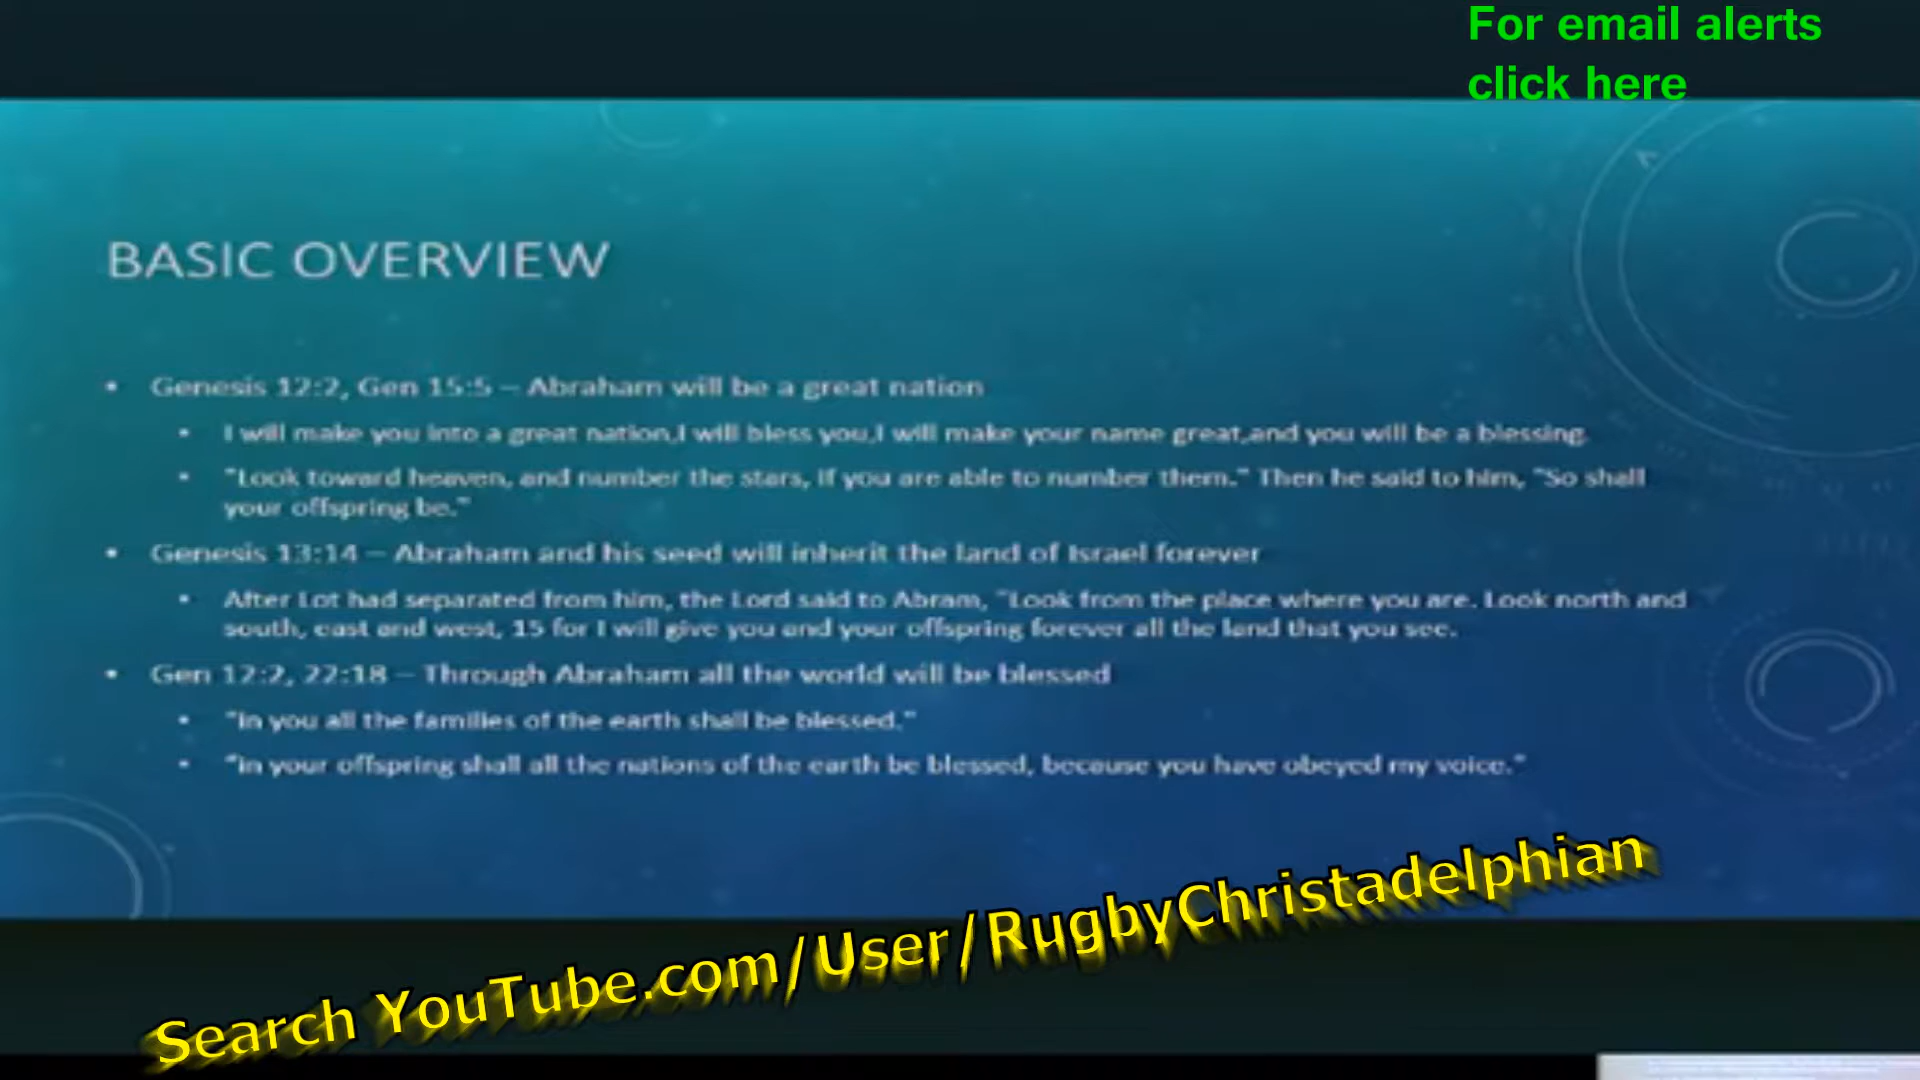 For email alerts
click here
BASIC OVERVIEW
• Genesis 12:2, Gen 15:5 – Abraham will be a great nation
• I will make you into a great nation,I will bless you,I will make your name great,and you will be a blessing.
• "Look toward heaven, and number the stars, if you are able to number them." Then he said to him, "So shall
your offspring be."
• Genesis 13:14 – Abraham and his seed will inherit the land of Israel forever
• After Lot had separated from him, the Lord said to Abram, "Look from the place where you are. Look north and
south, east and west, 15 for I will give you and your offspring forever all the land that you see.
• Gen 12:2, 22:18 – Through Abraham all the world will be blessed
• "in you all the families of the earth shall be blessed."
• "in your offspring shall all the nations of the earth be blessed, because you have obeyed my voice."
Search YouTube.com/User/RugbyChristadelphian